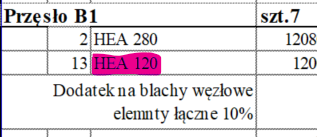 Przęsło B1 szt.7
2 HEA 280 1208
13 HEA 120 120
Dodatek na blachy węzłowe
elemnty łączne 10%